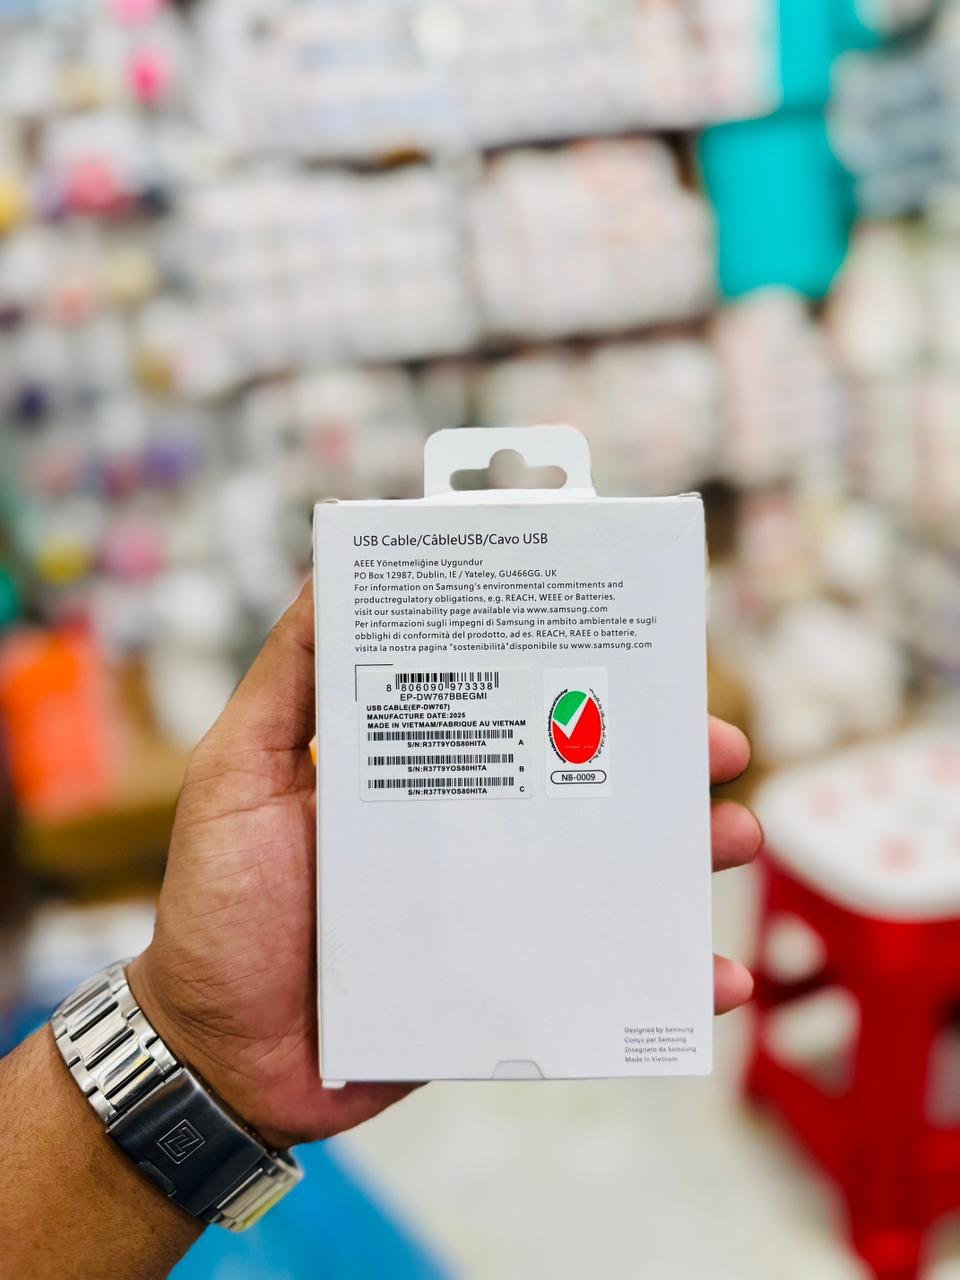 USB Cable/CâbleUSB/Cavo USB
AEEE Yönetmeliğine Uygundur
PO Box 12987, Dublin, IE / Yateley, GU466GG. UK
For information on Samsung's environmental commitments and
productregulatory obligations, e.g. REACH, WEEE or Batteries,
visit our sustainability page available via www.samsung.com
Per informazioni sugli impegni di Samsung in ambito ambientale e sugli
obblighi di conformità del prodotto, ad es. REACH, RAEE o batterie,
visita la nostra pagina "sostenibilità"disponibile su www.samsung.com
8 806090 973338
EP-DW767BBEGMI
USB CABLE(EP-DW767)
MANUFACTURE DATE:2025
MADE IN VIETMAM/FABRIQUE AU VIETNAM
S/N:R37T9YOS80HITA A
S/N:R37T9YOS80HITA B
S/N:R37T9YOS80HITA C
NB-0009
Designed by Samsung
Conçu par Samsung
Disegnato da Samsung
Made in Vietnam